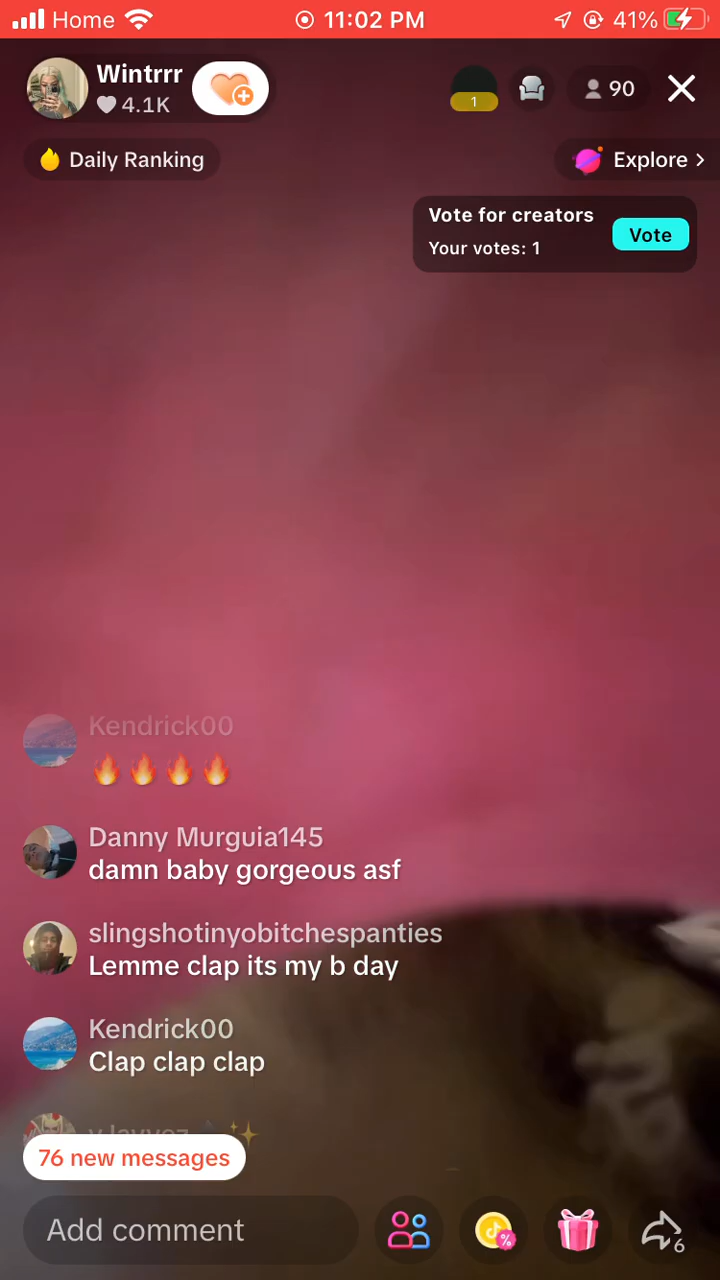 Home 11:02 PM 41%
Wintrrr
4.1K
1
90
Daily Ranking
Explore >
Vote for creators
Your votes: 1
Vote
Kendrick00
🔥🔥🔥🔥
Danny Murguia145
damn baby gorgeous asf
slingshotinyobitchespanties
Lemme clap its my b day
Kendrick00
Clap clap clap
76 new messages
Add comment
%
6